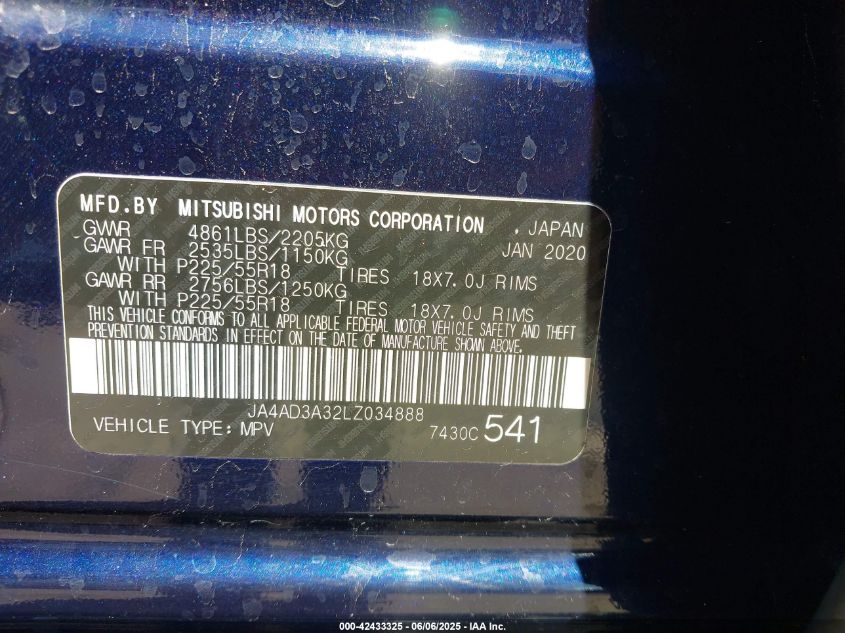 MFD.BY MITSUBISHI MOTORS CORPORATION . JAPAN
GVWR 4861LBS/2205KG JAN 2020
GAWR FR 2535LBS/1150KG
WITH P225/55R18 TIRES 18X7.0J RIMS
GAWR RR 2756LBS/1250KG
WITH P225/55R18 TIRES 18X7.0J RIMS
THIS VEHICLE CONFORMS TO ALL APPLICABLE FEDERAL MOTOR VEHICLE SAFETY AND THEFT
PREVENTION STANDARDS IN EFFECT ON THE DATE OF MANUFACTURE SHOWN ABOVE.
JA4AD3A32LZ034888
VEHICLE TYPE: MPV 7430C 541
000-42433325 - 06/06/2025 - IAA Inc.